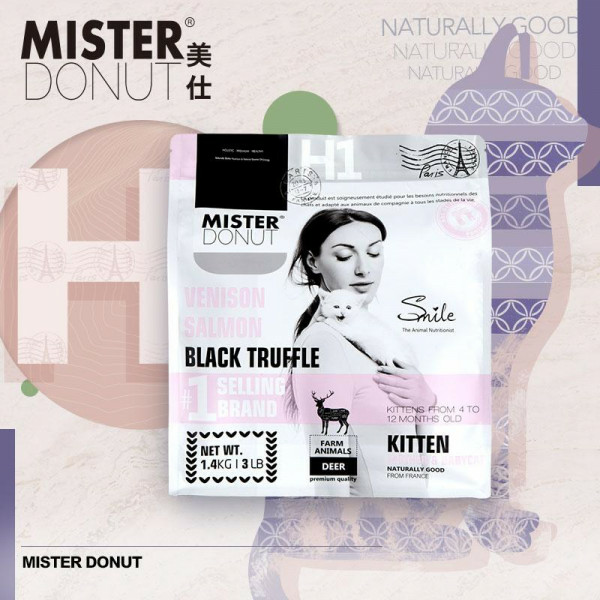 MISTER®
DONUT
美仕
NATURALLY GOOD
NATURALLY GOOD
NATURALLY GOOD
H
H1
Paris
MISTER®
DONUT
VENISON
SALMON
BLACK TRUFFLE
#1 SELLING
BRAND
NET WT.
1.4KG | 3 LB
Smile
The Animal Nutritionist
FARM
ANIMALS
DEER
premium quality
KITTENS FROM 4 TO
12 MONTHS OLD
KITTEN
NATURALLY GOOD
FROM FRANCE
MISTER DONUT